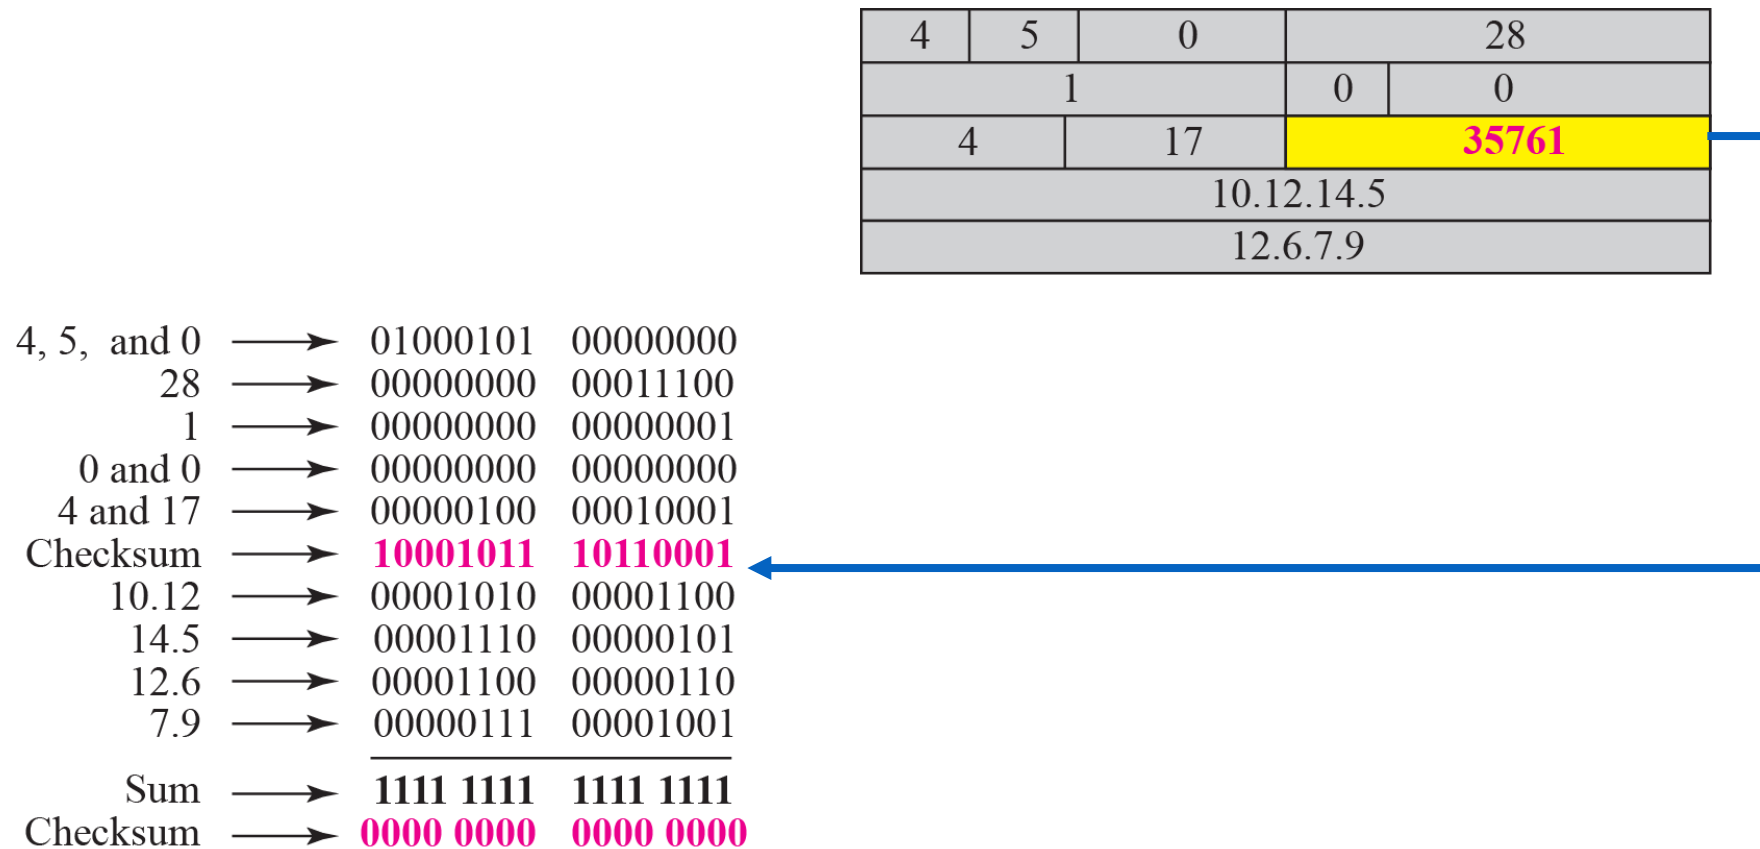 4 5 0 28
1 0 0
4 17 35761
10.12.14.5
12.6.7.9
4, 5, and 0 01000101 00000000
28 00000000 00011100
1 00000000 00000001
0 and 0 00000000 00000000
4 and 17 00000100 00010001
Checksum 10001011 10110001
10.12 00001010 00001100
14.5 00001110 00000101
12.6 00001100 00000110
7.9 00000111 00001001
Sum 1111 1111 1111 1111
Checksum 0000 0000 0000 0000